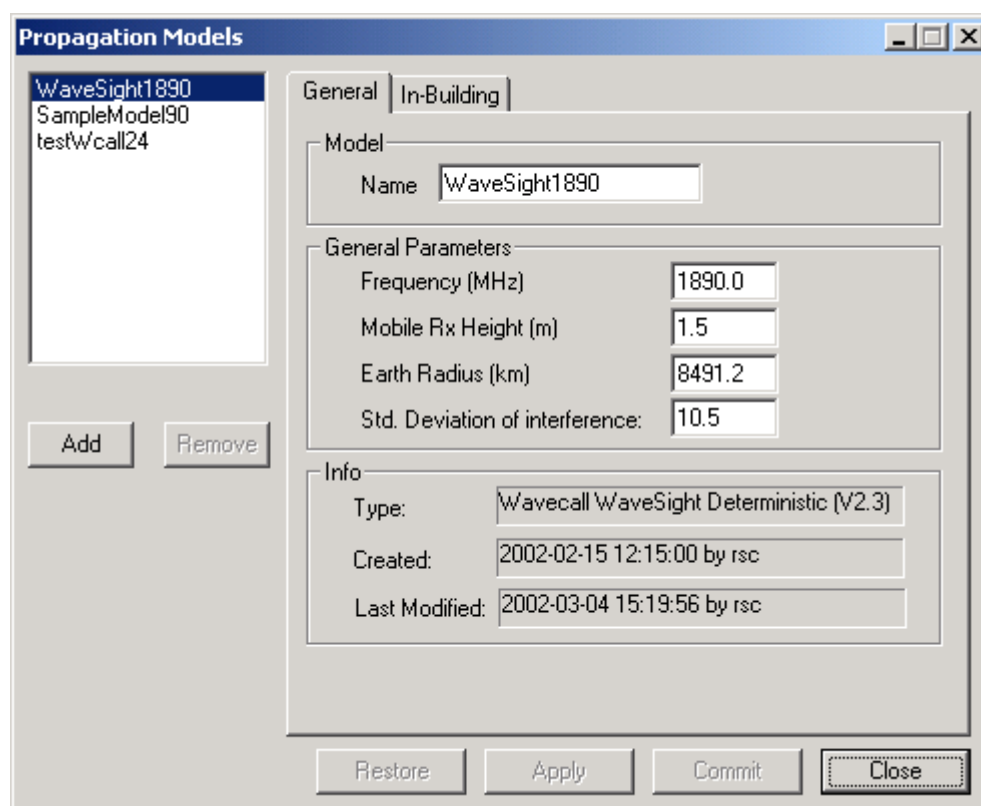 Propagation Models
WaveSight1890
SampleModel90
testWcall24
Add
Remove
General
In-Building
Model
Name WaveSight1890
General Parameters
Frequency (MHz) 1890.0
Mobile Rx Height (m) 1.5
Earth Radius (km) 8491.2
Std. Deviation of interference: 10.5
Info
Type: Wavecall WaveSight Deterministic (V2.3)
Created: 2002-02-15 12:15:00 by rsc
Last Modified: 2002-03-04 15:19:56 by rsc
Restore
Apply
Commit
Close